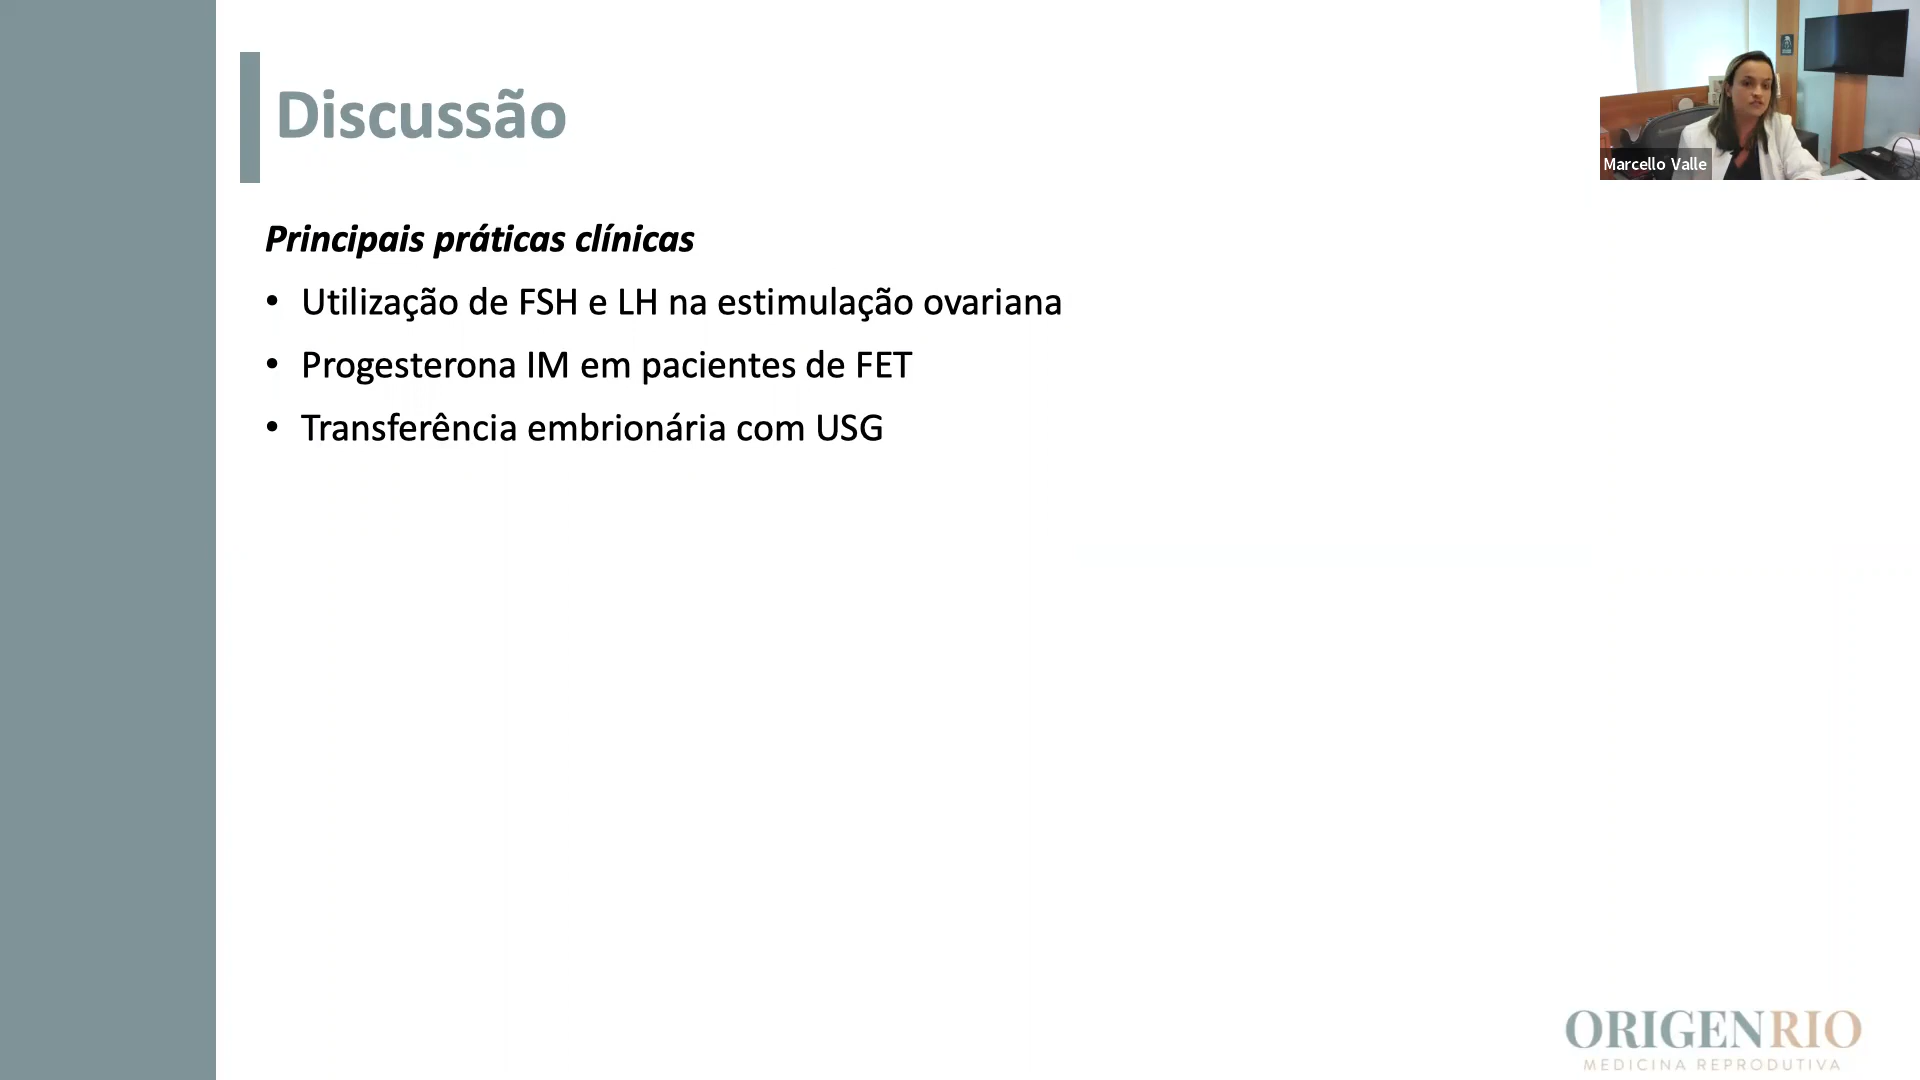 Discussão
Marcello Valle
Principais práticas clínicas
• Utilização de FSH e LH na estimulação ovariana
• Progesterona IM em pacientes de FET
• Transferência embrionária com USG
ORIGENRIO
MEDICINA REPRODUTIVA